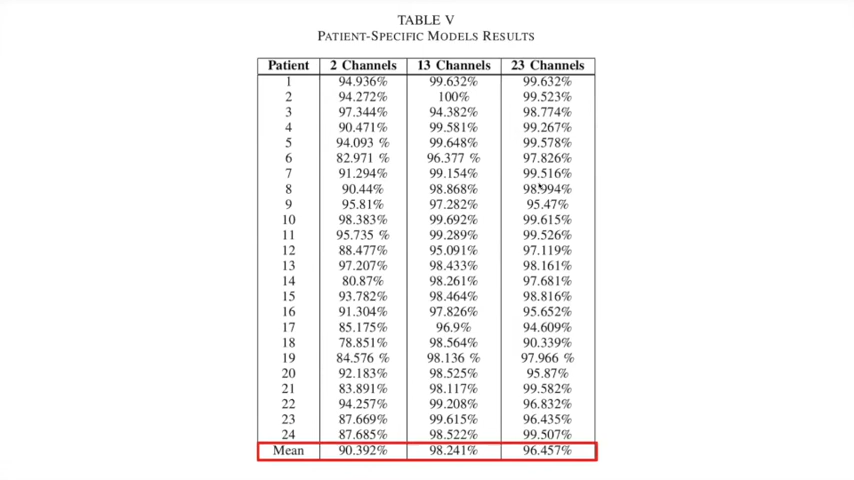 TABLE V
PATIENT-SPECIFIC MODELS RESULTS
Patient 2 Channels 13 Channels 23 Channels
1 94.936% 99.632% 99.632%
2 94.272% 100% 99.523%
3 97.344% 94.382% 98.774%
4 90.471% 99.581% 99.267%
5 94.093 % 99.648% 99.578%
6 82.971 % 96.377 % 97.826%
7 91.294% 99.154% 99.516%
8 90.44% 98.868% 98.994%
9 95.81% 97.282% 95.47%
10 98.383% 99.692% 99.615%
11 95.735 % 99.289% 99.526%
12 88.477% 95.091% 97.119%
13 97.207% 98.433% 98.161%
14 80.87% 98.261% 97.681%
15 93.782% 98.464% 98.816%
16 91.304% 97.826% 95.652%
17 85.175% 96.9% 94.609%
18 78.851% 98.564% 90.339%
19 84.576 % 98.136 % 97.966 %
20 92.183% 98.525% 95.87%
21 83.891% 98.117% 99.582%
22 94.257% 99.208% 96.832%
23 87.669% 99.615% 96.435%
24 87.685% 98.522% 99.507%
Mean 90.392% 98.241% 96.457%